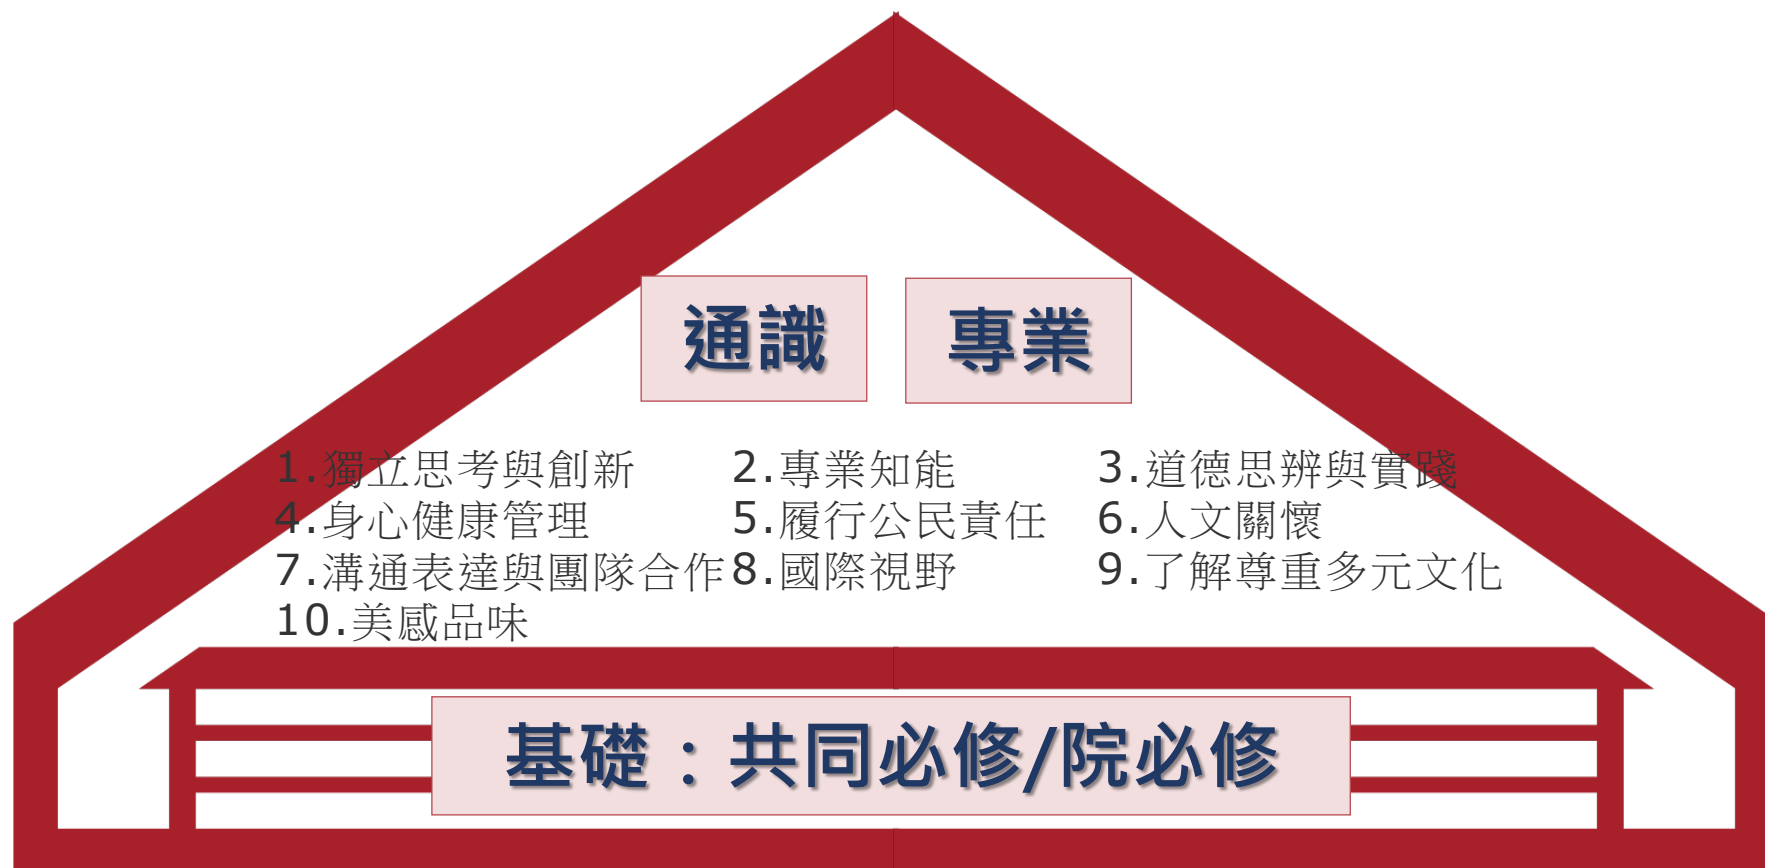 通識 專業
1.獨立思考與創新 2.專業知能 3.道德思辨與實踐
4.身心健康管理 5.履行公民責任 6.人文關懷
7.溝通表達與團隊合作 8.國際視野 9.了解尊重多元文化
10.美感品味
基礎：共同必修/院必修